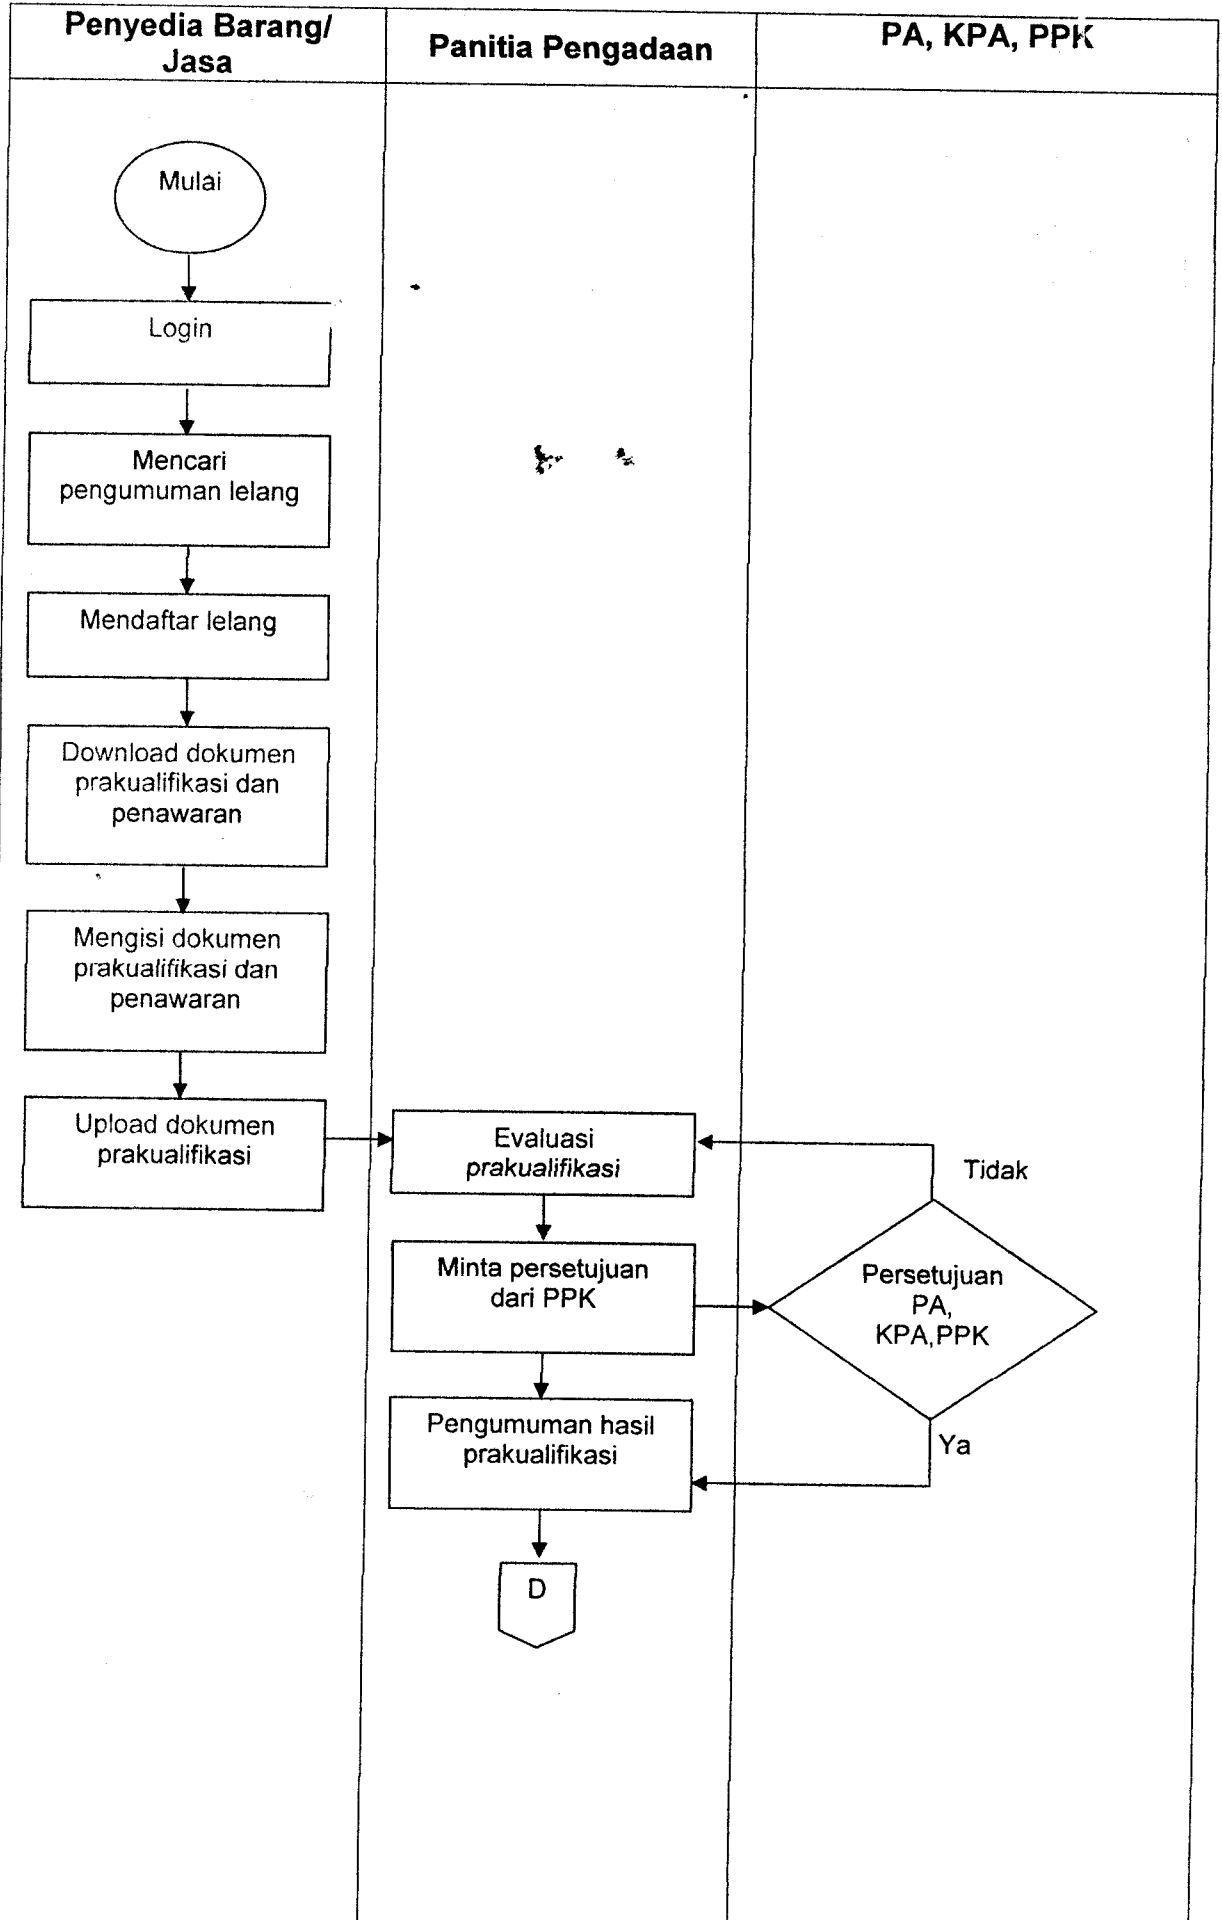 Penyedia Barang/
Jasa
Panitia Pengadaan
PA, KPA, PPK
Mulai
Login
Mencari
pengumuman lelang
Mendaftar lelang
Download dokumen
prakualifikasi dan
penawaran
Mengisi dokumen
prakualifikasi dan
penawaran
Upload dokumen
prakualifikasi
Evaluasi
prakualifikasi
Tidak
Minta persetujuan
dari PPK
Persetujuan
PA,
KPA,PPK
Pengumuman hasil
prakualifikasi
Ya
D